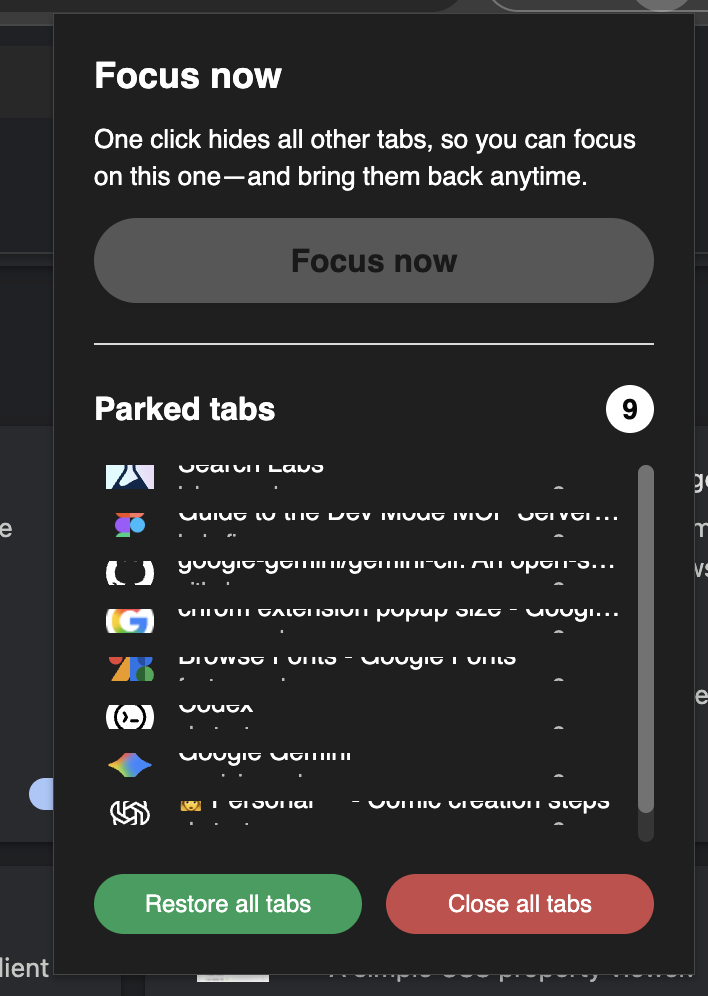 Focus now
One click hides all other tabs, so you can focus
on this one—and bring them back anytime.
Focus now
Parked tabs
9
Search Labs
Guide to the Dev Mode MCP Server...
google-gemini/gemini-cli: An open-s...
chrom extension popup size - Googl...
Browse Fonts - Google Fonts
Codex
Google Gemini
Personal - Comic creation steps
Restore all tabs
Close all tabs
e
lient
A simple CSS property viewer.